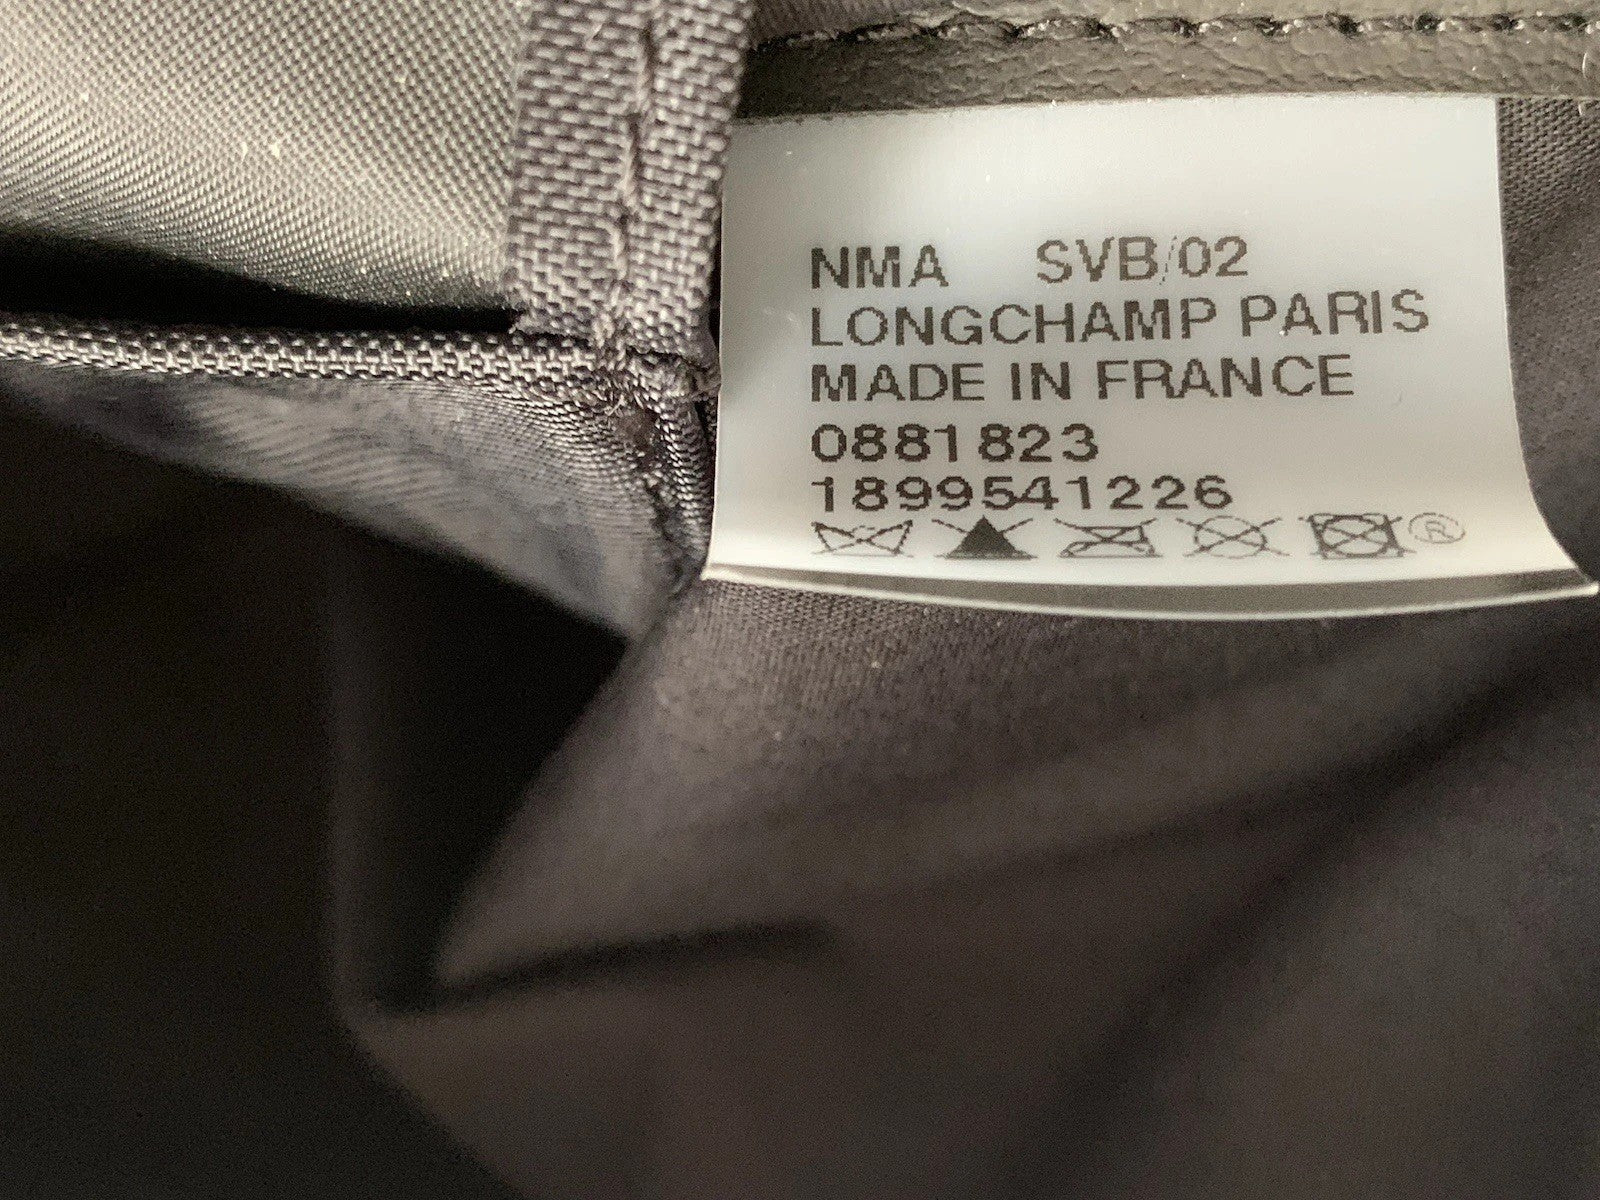 NMA SVB/02
LONGCHAMP PARIS
MADE IN FRANCE
0881823
1899541226
®